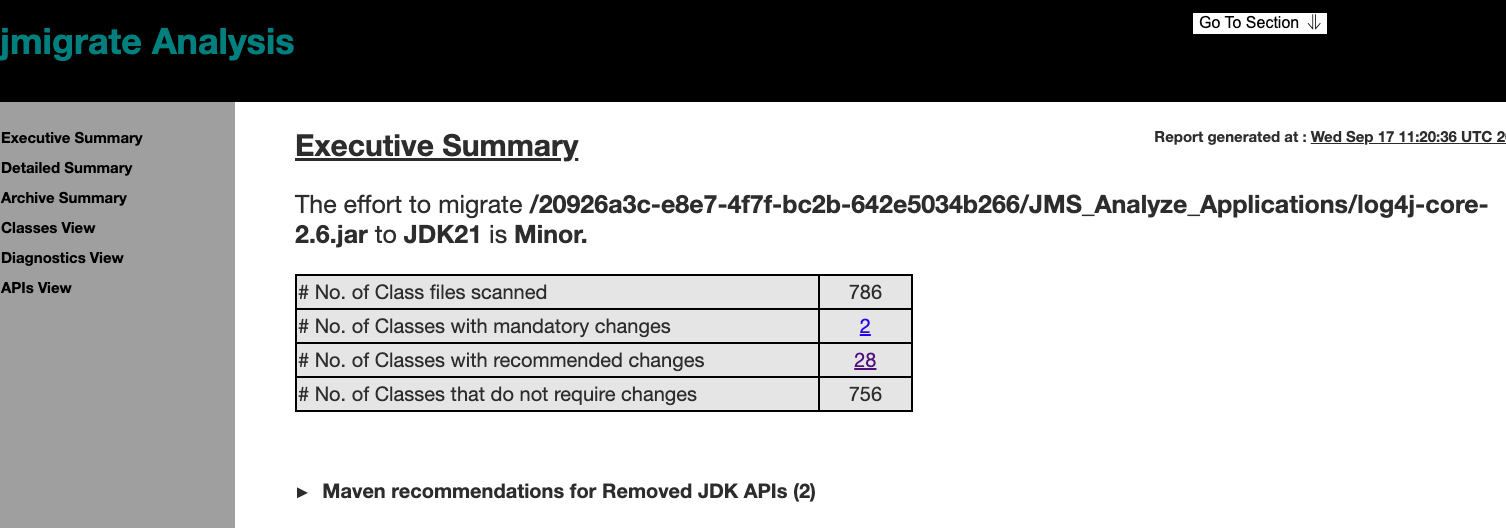 jmigrate Analysis
Go To Section ⇓
Executive Summary
Detailed Summary
Archive Summary
Classes View
Diagnostics View
APIs View
Executive Summary
Report generated at : Wed Sep 17 11:20:36 UTC
The effort to migrate /20926a3c-e8e7-4f7f-bc2b-642e5034b266/JMS_Analyze_Applications/log4j-core-
2.6.jar to JDK21 is Minor.
# No. of Class files scanned 786
# No. of Classes with mandatory changes 2
# No. of Classes with recommended changes 28
# No. of Classes that do not require changes 756
► Maven recommendations for Removed JDK APIs (2)